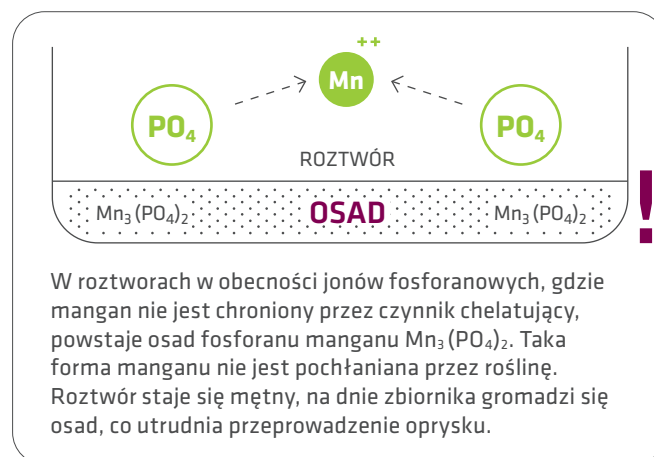 ++
Mn
PO₄ PO₄
ROZTWÓR
Mn₃(PO₄)₂ OSAD Mn₃(PO₄)₂ !
W roztworach w obecności jonów fosforanowych, gdzie
mangan nie jest chroniony przez czynnik chelatujący,
powstaje osad fosforanu manganu Mn₃(PO₄)₂. Taka
forma manganu nie jest pochłaniana przez roślinę.
Roztwór staje się mętny, na dnie zbiornika gromadzi się
osad, co utrudnia przeprowadzenie oprysku.